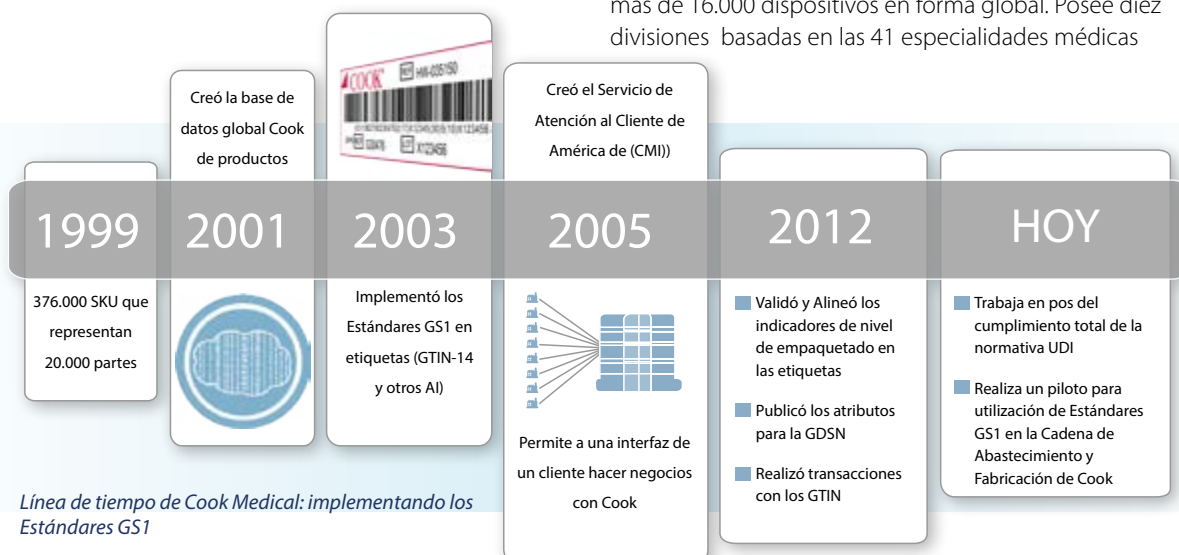 más de 16.000 dispositivos en forma global. Posee diez
divisiones basadas en las 41 especialidades médicas
1999
376.000 SKU que
representan
20.000 partes
Creó la base de
datos global Cook
de productos
2001
COOK
2003
Implementó los
Estándares GS1 en
etiquetas (GTIN-14
y otros AI)
Creó el Servicio de
Atención al Cliente de
América de (CMI))
2005
Permite a una interfaz de
un cliente hacer negocios
con Cook
2012
Validó y Alineó los
indicadores de nivel
de empaquetado en
las etiquetas
Publicó los atributos
para la GDSN
Realizó transacciones
con los GTIN
HOY
Trabaja en pos del
cumplimiento total de la
normativa UDI
Realiza un piloto para
utilización de Estándares
GS1 en la Cadena de
Abastecimiento y
Fabricación de Cook
Línea de tiempo de Cook Medical: implementando los
Estándares GS1